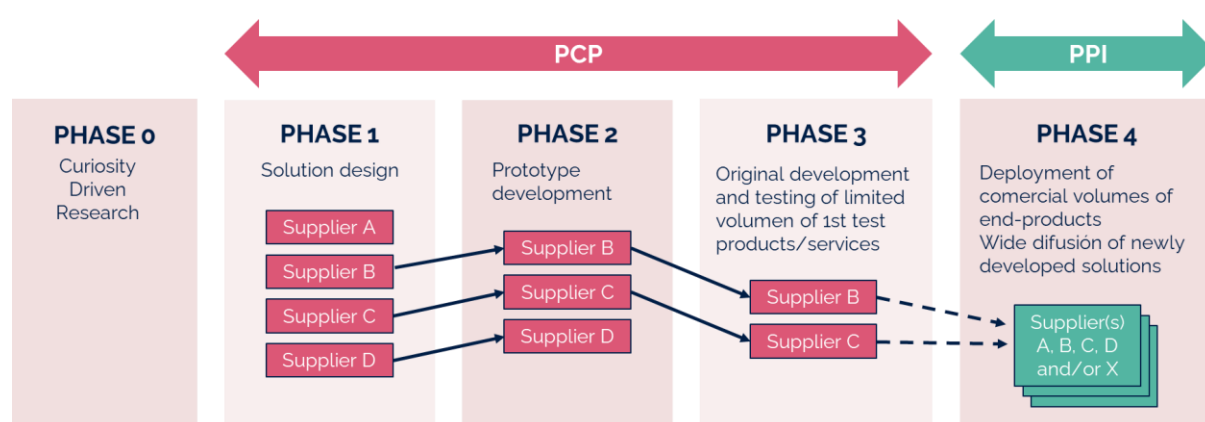 PCP
PPI
PHASE 0
Curiosity
Driven
Research
PHASE 1
Solution design
Supplier A
Supplier B
Supplier C
Supplier D
PHASE 2
Prototype
development
Supplier B
Supplier C
Supplier D
PHASE 3
Original development
and testing of limited
volumen of 1st test
products/services
Supplier B
Supplier C
PHASE 4
Deployment of
comercial volumes of
end-products
Wide difusión of newly
developed solutions
Supplier(s)
A, B, C, D
and/or X